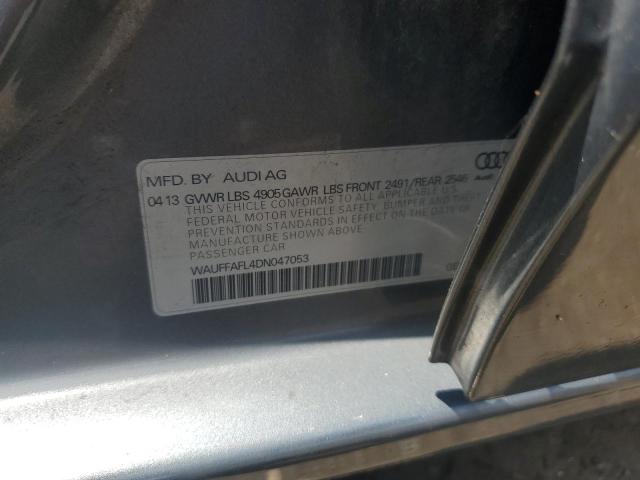 MFD. BY AUDI AG
04 13 GVWR LBS 4905 GAWR LBS FRONT 2491/REAR 2546
THIS VEHICLE CONFORMS TO ALL APPLICABLE U.S.
FEDERAL MOTOR VEHICLE SAFETY, BUMPER AND THEFT
PREVENTION STANDARDS IN EFFECT ON THE DATE OF
MANUFACTURE SHOWN ABOVE.
PASSENGER CAR
WAUFFAFL4DN047053
Audi